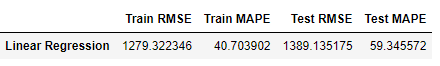 Train RMSE Train MAPE Test RMSE Test MAPE
Linear Regression 1279.322346 40.703902 1389.135175 59.345572